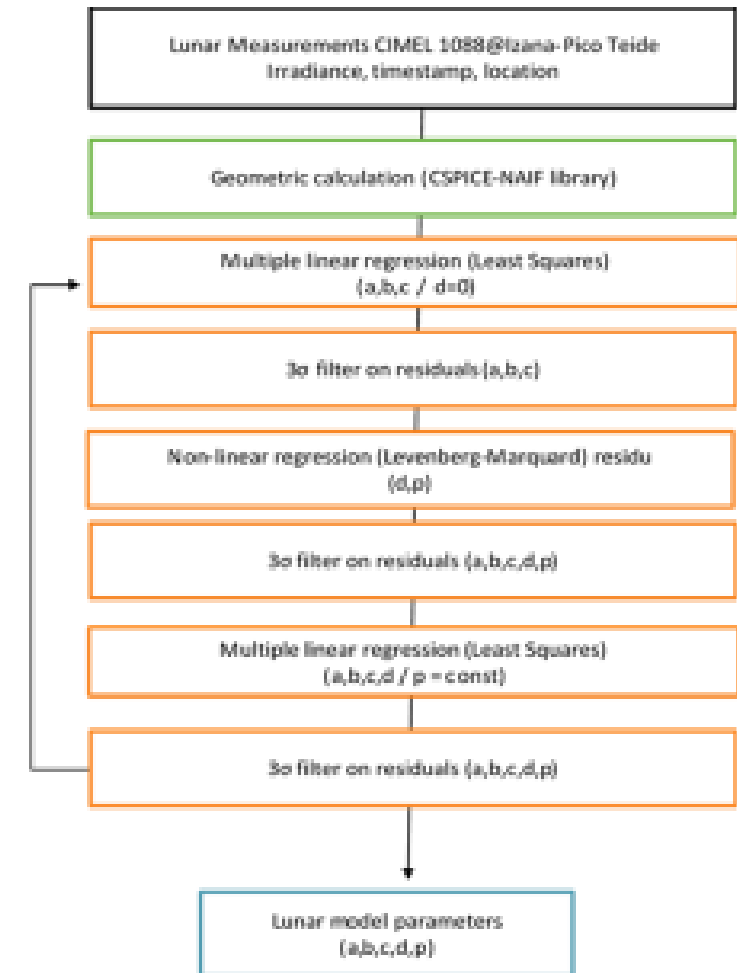 Lunar Measurements CIMEL 1088@Izana-Pico Teide
Irradiance, timestamp, location
Geometric calculation (CSPICE-NAIF library)
Multiple linear regression (Least Squares)
(a,b,c / d=0)
3σ filter on residuals(a,b,c)
Non-linear regression (Levenberg-Marquard) residu
(d,p)
3σ filter on residuals (a,b,c,d,p)
Multiple linear regression (Least Squares)
(a,b,c,d / p = const)
3σ filter on residuals (a,b,c,d,p)
Lunar model parameters
(a,b,c,d,p)